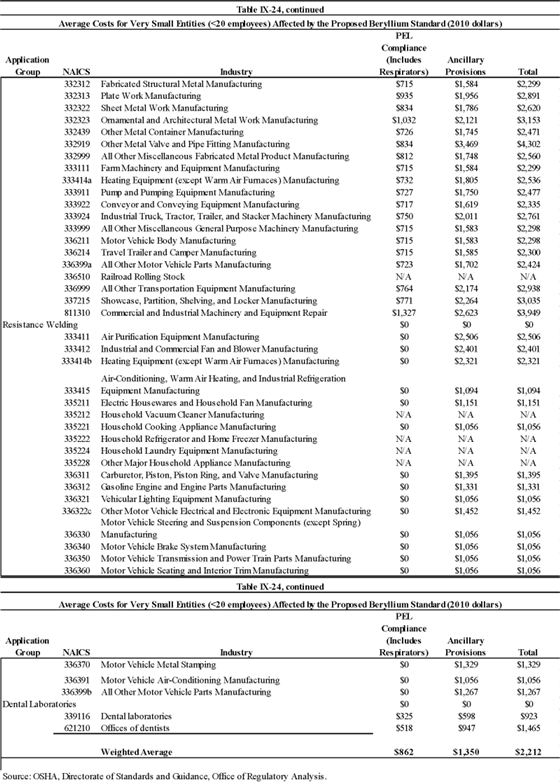 Table IX-24, continued
Average Costs for Very Small Entities (<20 employees) Affected by the Proposed Beryllium Standard (2010 dollars)
PEL
Compliance
Application (Includes Ancillary
Group NAICS Industry Respirators) Provisions Total
332312 Fabricated Structural Metal Manufacturing $715 $1,584 $2,299
332313 Plate Work Manufacturing $935 $1,956 $2,891
332322 Sheet Metal Work Manufacturing $834 $1,786 $2,620
332323 Ornamental and Architectural Metal Work Manufacturing $1,032 $2,121 $3,153
332439 Other Metal Container Manufacturing $726 $1,745 $2,471
332919 Other Metal Valve and Pipe Fitting Manufacturing $834 $3,469 $4,302
332999 All Other Miscellaneous Fabricated Metal Product Manufacturing $812 $1,748 $2,560
333111 Farm Machinery and Equipment Manufacturing $715 $1,584 $2,299
333414a Heating Equipment (except Warm Air Furnaces) Manufacturing $732 $1,805 $2,536
333911 Pump and Pumping Equipment Manufacturing $727 $1,750 $2,477
333922 Conveyor and Conveying Equipment Manufacturing $717 $1,619 $2,335
333924 Industrial Truck, Tractor, Trailer, and Stacker Machinery Manufacturing $750 $2,011 $2,761
333999 All Other Miscellaneous General Purpose Machinery Manufacturing $715 $1,583 $2,298
336211 Motor Vehicle Body Manufacturing $715 $1,583 $2,298
336214 Travel Trailer and Camper Manufacturing $715 $1,585 $2,300
336399a All Other Motor Vehicle Parts Manufacturing $723 $1,702 $2,424
336510 Railroad Rolling Stock N/A N/A N/A
336999 All Other Transportation Equipment Manufacturing $764 $2,174 $2,938
337215 Showcase, Partition, Shelving, and Locker Manufacturing $771 $2,264 $3,035
811310 Commercial and Industrial Machinery and Equipment Repair $1,327 $2,623 $3,949
Resistance Welding $0 $0 $0
333411 Air Purification Equipment Manufacturing $0 $2,506 $2,506
333412 Industrial and Commercial Fan and Blower Manufacturing $0 $2,401 $2,401
333414b Heating Equipment (except Warm Air Furnaces) Manufacturing $0 $2,321 $2,321
Air-Conditioning, Warm Air Heating, and Industrial Refrigeration
333415 Equipment Manufacturing $0 $1,094 $1,094
335211 Electric Housewares and Household Fan Manufacturing $0 $1,151 $1,151
335212 Household Vacuum Cleaner Manufacturing N/A N/A N/A
335221 Household Cooking Appliance Manufacturing $0 $1,056 $1,056
335222 Household Refrigerator and Home Freezer Manufacturing N/A N/A N/A
335224 Household Laundry Equipment Manufacturing N/A N/A N/A
335228 Other Major Household Appliance Manufacturing N/A N/A N/A
336311 Carburetor, Piston, Piston Ring, and Valve Manufacturing $0 $1,395 $1,395
336312 Gasoline Engine and Engine Parts Manufacturing $0 $1,331 $1,331
336321 Vehicular Lighting Equipment Manufacturing $0 $1,056 $1,056
336322c Other Motor Vehicle Electrical and Electronic Equipment Manufacturing $0 $1,452 $1,452
Motor Vehicle Steering and Suspension Components (except Spring)
336330 Manufacturing $0 $1,056 $1,056
336340 Motor Vehicle Brake System Manufacturing $0 $1,056 $1,056
336350 Motor Vehicle Transmission and Power Train Parts Manufacturing $0 $1,056 $1,056
336360 Motor Vehicle Seating and Interior Trim Manufacturing $0 $1,056 $1,056
Table IX-24, continued
Average Costs for Very Small Entities (<20 employees) Affected by the Proposed Beryllium Standard (2010 dollars)
PEL
Compliance
Application (Includes Ancillary
Group NAICS Industry Respirators) Provisions Total
336370 Motor Vehicle Metal Stamping $0 $1,329 $1,329
336391 Motor Vehicle Air-Conditioning Manufacturing $0 $1,056 $1,056
336399b All Other Motor Vehicle Parts Manufacturing $0 $1,267 $1,267
Dental Laboratories $0 $0 $0
339116 Dental laboratories $325 $598 $923
621210 Offices of dentists $518 $947 $1,465
Weighted Average $862 $1,350 $2,212
Source: OSHA, Directorate of Standards and Guidance, Office of Regulatory Analysis.